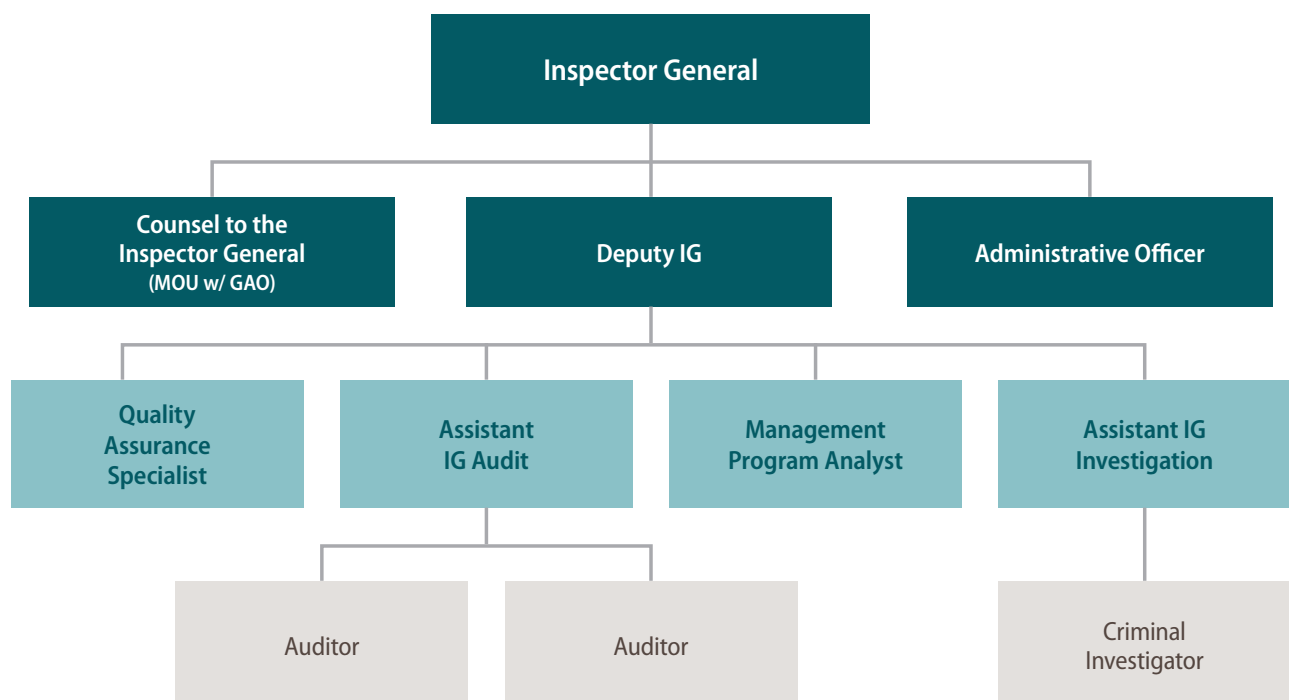 Inspector General
Counsel to the
Inspector General
(MOU w/ GAO)
Deputy IG
Administrative Officer
Quality
Assurance
Specialist
Assistant
IG Audit
Management
Program Analyst
Assistant IG
Investigation
Auditor
Auditor
Criminal
Investigator